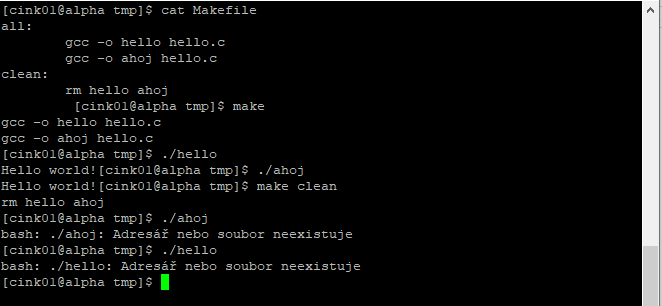 [cink01@alpha tmp]$ cat Makefile
all:
        gcc -o hello hello.c
        gcc -o ahoj hello.c
clean:
        rm hello ahoj
         [cink01@alpha tmp]$ make
gcc -o hello hello.c
gcc -o ahoj hello.c
[cink01@alpha tmp]$ ./hello
Hello world![cink01@alpha tmp]$ ./ahoj
Hello world![cink01@alpha tmp]$ make clean
rm hello ahoj
[cink01@alpha tmp]$ ./ahoj
bash: ./ahoj: Adresář nebo soubor neexistuje
[cink01@alpha tmp]$ ./hello
bash: ./hello: Adresář nebo soubor neexistuje
[cink01@alpha tmp]$